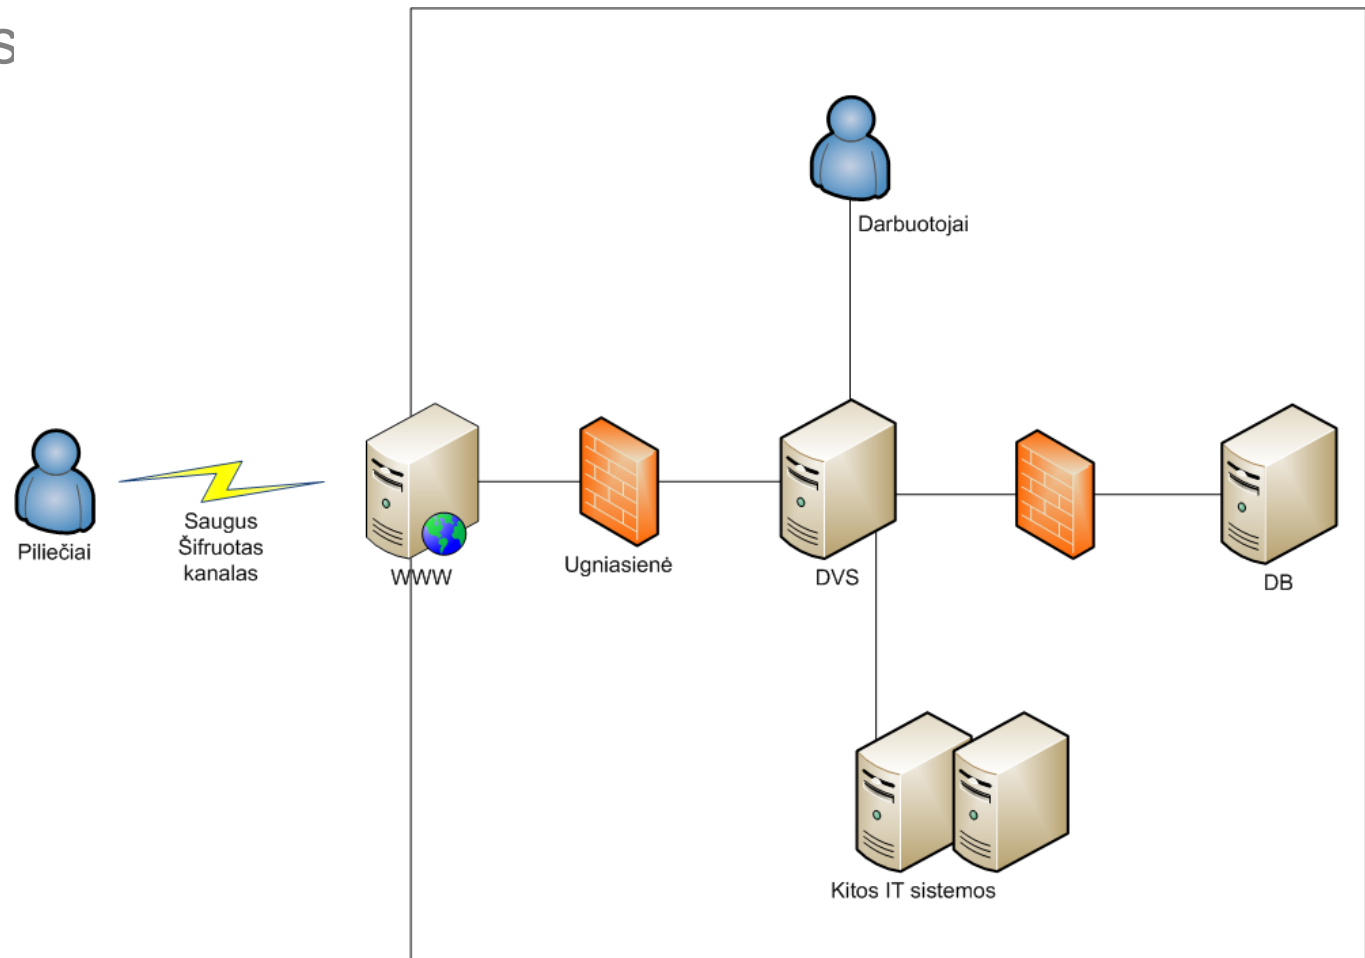 s
Darbuotojai
Piliečiai
Saugus
Šifruotas
kanalas
WWW
Ugniasienė
DVS
DB
Kitos IT sistemos